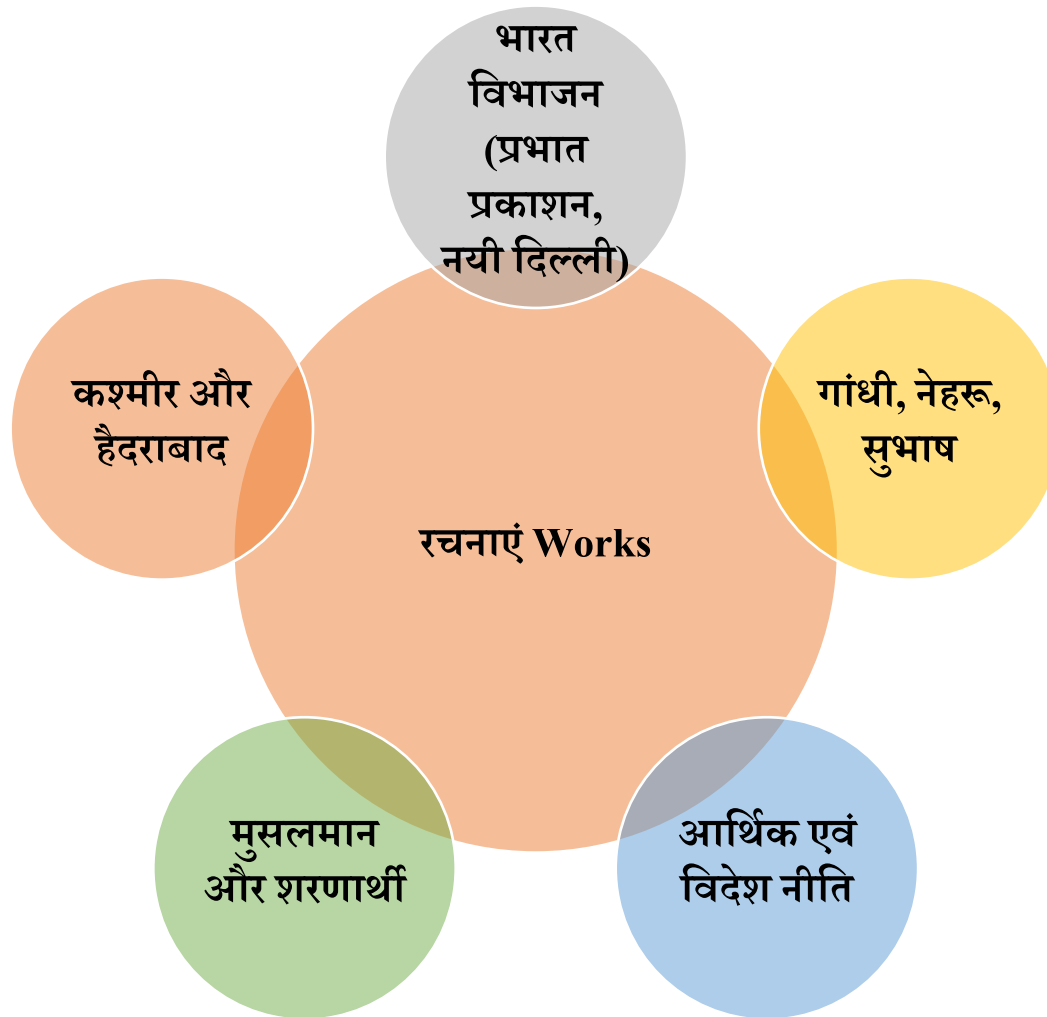 भारत
विभाजन
(प्रभात
प्रकाशन,
नयी दिल्ली)
कश्मीर और
हैदराबाद
गांधी, नेहरू,
सुभाष
रचनाएं Works
मुसलमान
और शरणार्थी
आर्थिक एवं
विदेश नीति